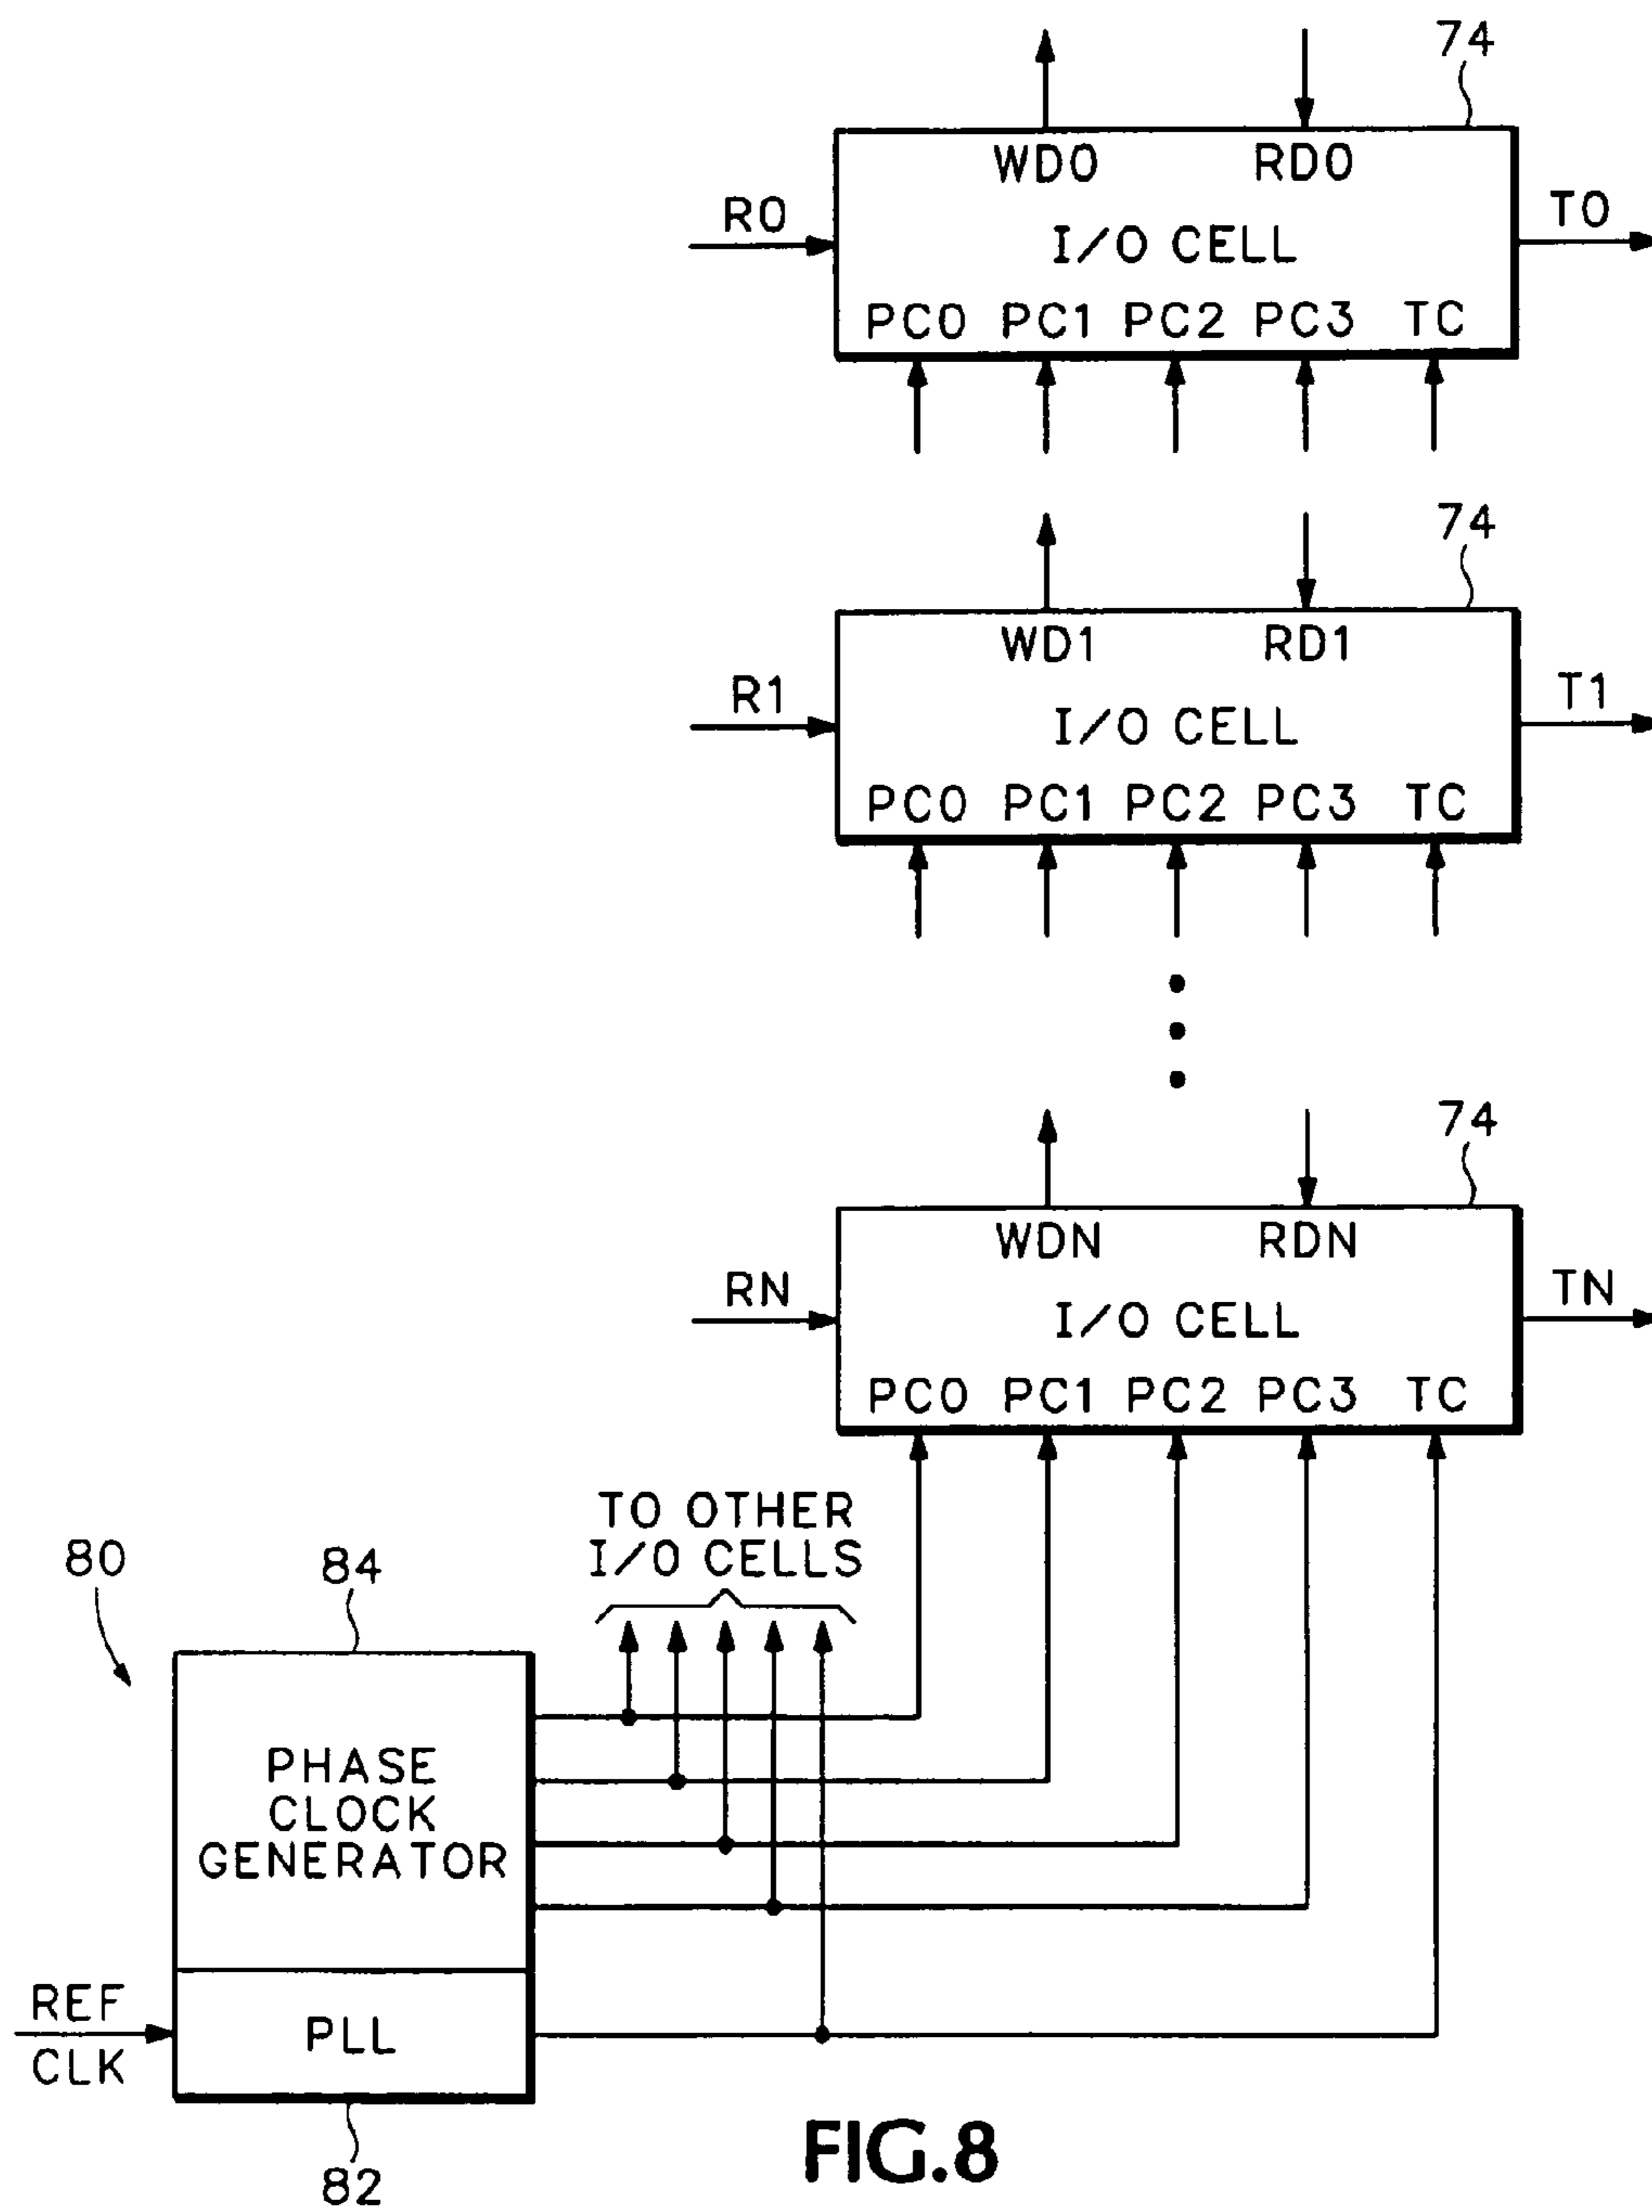 74
WD0 RD0
R0 I/O CELL T0
PC0 PC1 PC2 PC3 TC
74
WD1 RD1
R1 I/O CELL T1
PC0 PC1 PC2 PC3 TC
74
WDN RDN
RN I/O CELL TN
PC0 PC1 PC2 PC3 TC
TO OTHER
I/O CELLS
80
84
PHASE
CLOCK
GENERATOR
REF
CLK
PLL
82
FIG.8